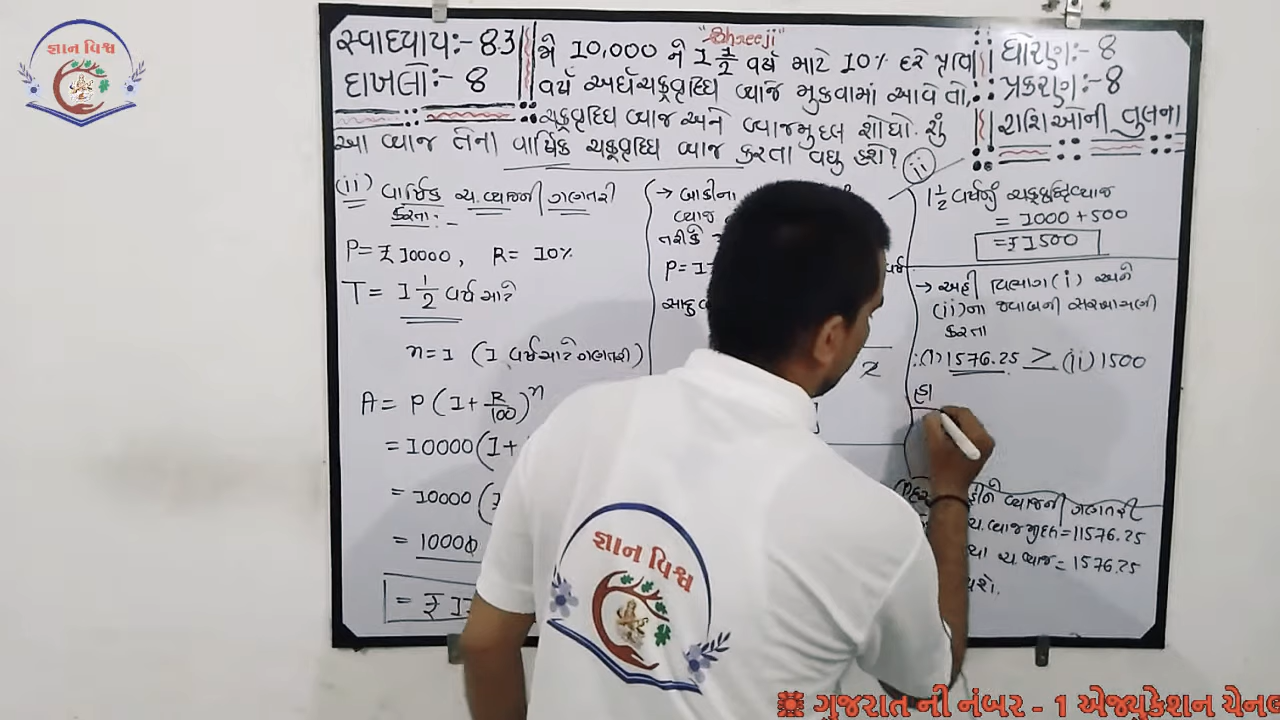 જ્ઞાન વિશ્વ
સ્વાધ્યાય:- 8.3
દાખલો:- 8
"Shreeji"
જો 10,000 ને 1 1/2 વર્ષ માટે 10% દરે પ્રતિ
વર્ષ અર્ધચક્રવૃધ્ધિ વ્યાજે મુકવામાં આવે તો,
ચક્રવૃધ્ધિ વ્યાજ અને વ્યાજમુદ્દલ શોધો. શું
આ વ્યાજ તેના વાર્ષિક ચક્રવૃધ્ધિ વ્યાજ કરતા વધુ હશે?
ધોરણ:- 8
પ્રકરણ:- 8
રાશિઓની તુલના
(ii) વાર્ષિક ચ.વ્યાજની ગણતરી
કરતા:-
P= ₹ 10000, R= 10%
T= 1 1/2 વર્ષ માટે
n=1 (1 વર્ષ માટે ગણતરી)
A= P(1+ R/100)^n
= 10000(1+
= 10000(
= 10000
= ₹ 1
→ બાકીના
વ્યાજ
તરીકે
P= 1
સાદુ
2
(ii)
1 1/2 વર્ષનું ચક્રવૃધ્ધિ વ્યાજ
= 1000 + 500
= ₹ 1500
→ અહી વિભાગ (i) અને
(ii)ના જવાબની સરખામણી
કરતા
∴ (i) 1576.25 > (ii) 1500
હા
વ્યાજની ગણતરી
ચ. વ્યાજમુદ્દલ = 11576.25
ચ વ્યાજ = 1576.25
થશે.
જ્ઞાન વિશ્વ
ગુજરાત ની નંબર - 1 એજ્યુકેશન ચેનલ